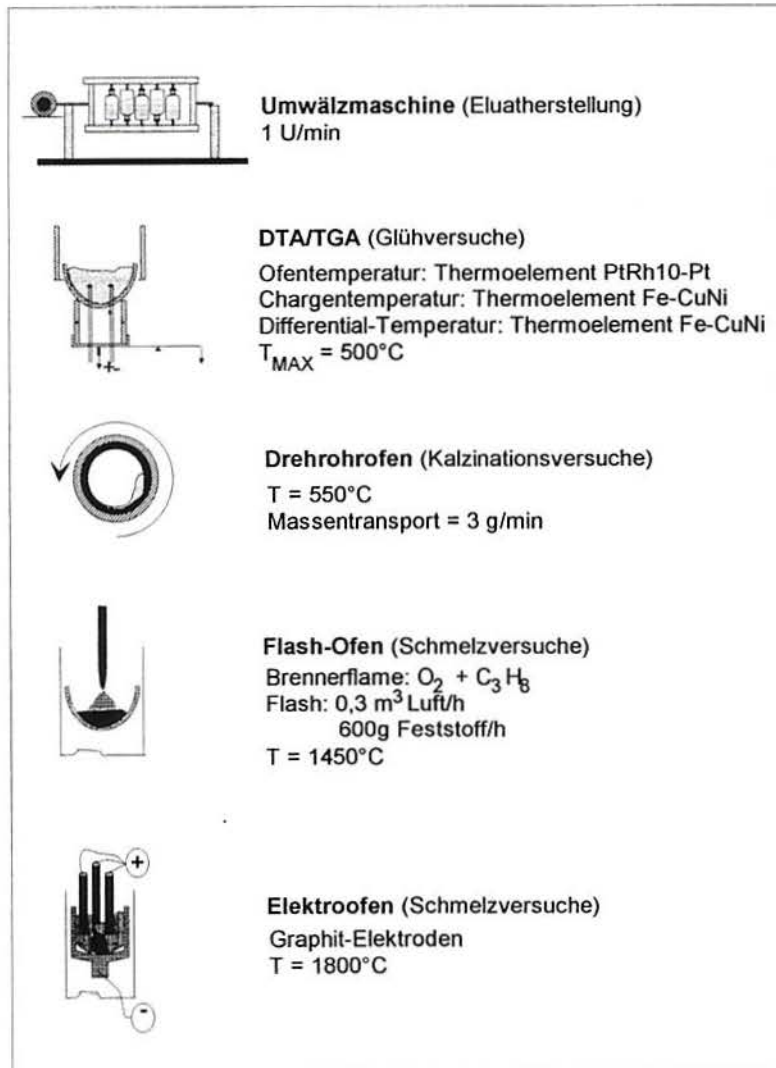 Umwälzmaschine (Eluatherstellung)
1 U/min
DTA/TGA (Glühversuche)
Ofentemperatur: Thermoelement PtRh10-Pt
Chargentemperatur: Thermoelement Fe-CuNi
Differential-Temperatur: Thermoelement Fe-CuNi
T_MAX = 500°C
+-
Drehrohrofen (Kalzinationsversuche)
T = 550°C
Massentransport = 3 g/min
Flash-Ofen (Schmelzversuche)
Brennerflame: O₂ + C₃H₈
Flash: 0,3 m³ Luft/h
600g Feststoff/h
T = 1450°C
+
Elektroofen (Schmelzversuche)
Graphit-Elektroden
T = 1800°C
-